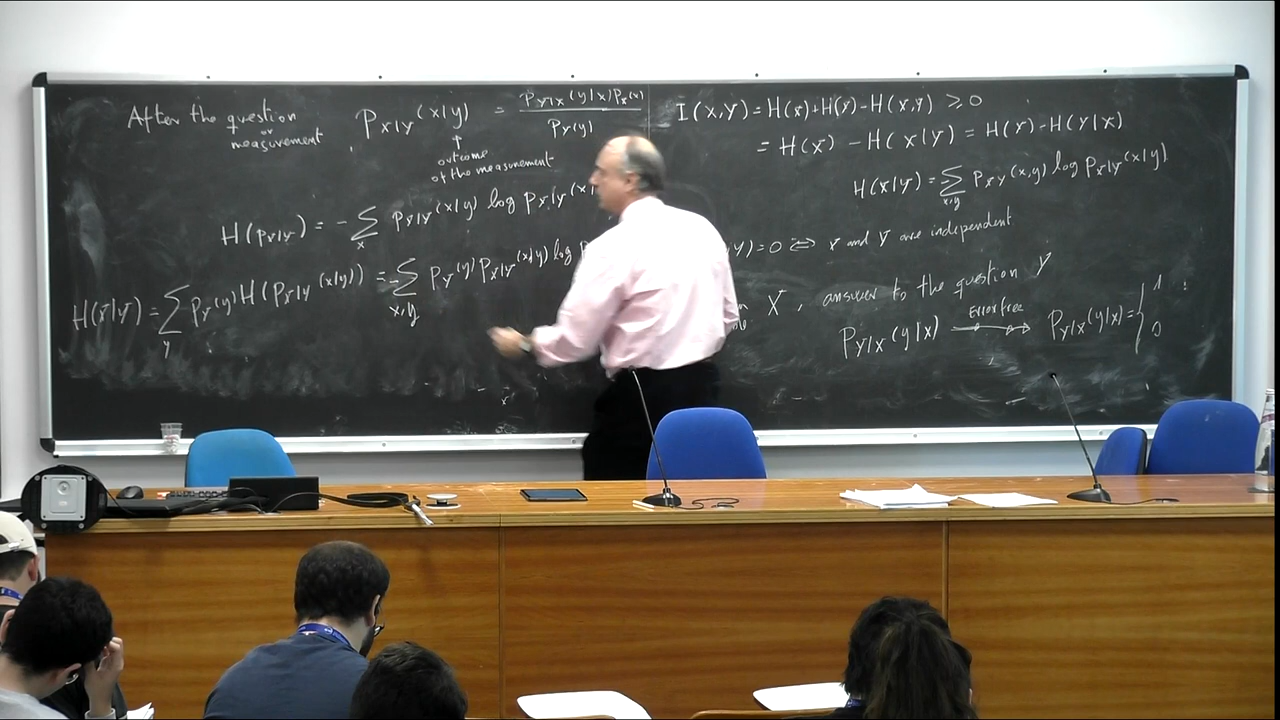 After the question
or
measurement
P_{X|Y}(x|y) = P_{Y|X}(y|x)P_X(x) / P_Y(y)
↑
outcome
of the measurement
H(P_{X|Y}) = - Σ_x P_{X|Y}(x|y) log P_{X|Y}(x
H(X|Y) = Σ_y P_Y(y) H(P_{X|Y}(x|y)) = - Σ_{x,y} P_Y(y) P_{X|Y}(x|y) log
I(X,Y) = H(X)+H(Y)-H(X,Y) ≥ 0
= H(X) - H(X|Y) = H(Y)-H(Y|X)
H(X|Y) = Σ_{x,y} P_{XY}(x,y) log P_{X|Y}(x|y)
Y) = 0 ⇔ X and Y are independent
X, answer to the question Y
P_{Y|X}(y|x) Error free → P_{Y|X}(y|x) = { 1 0